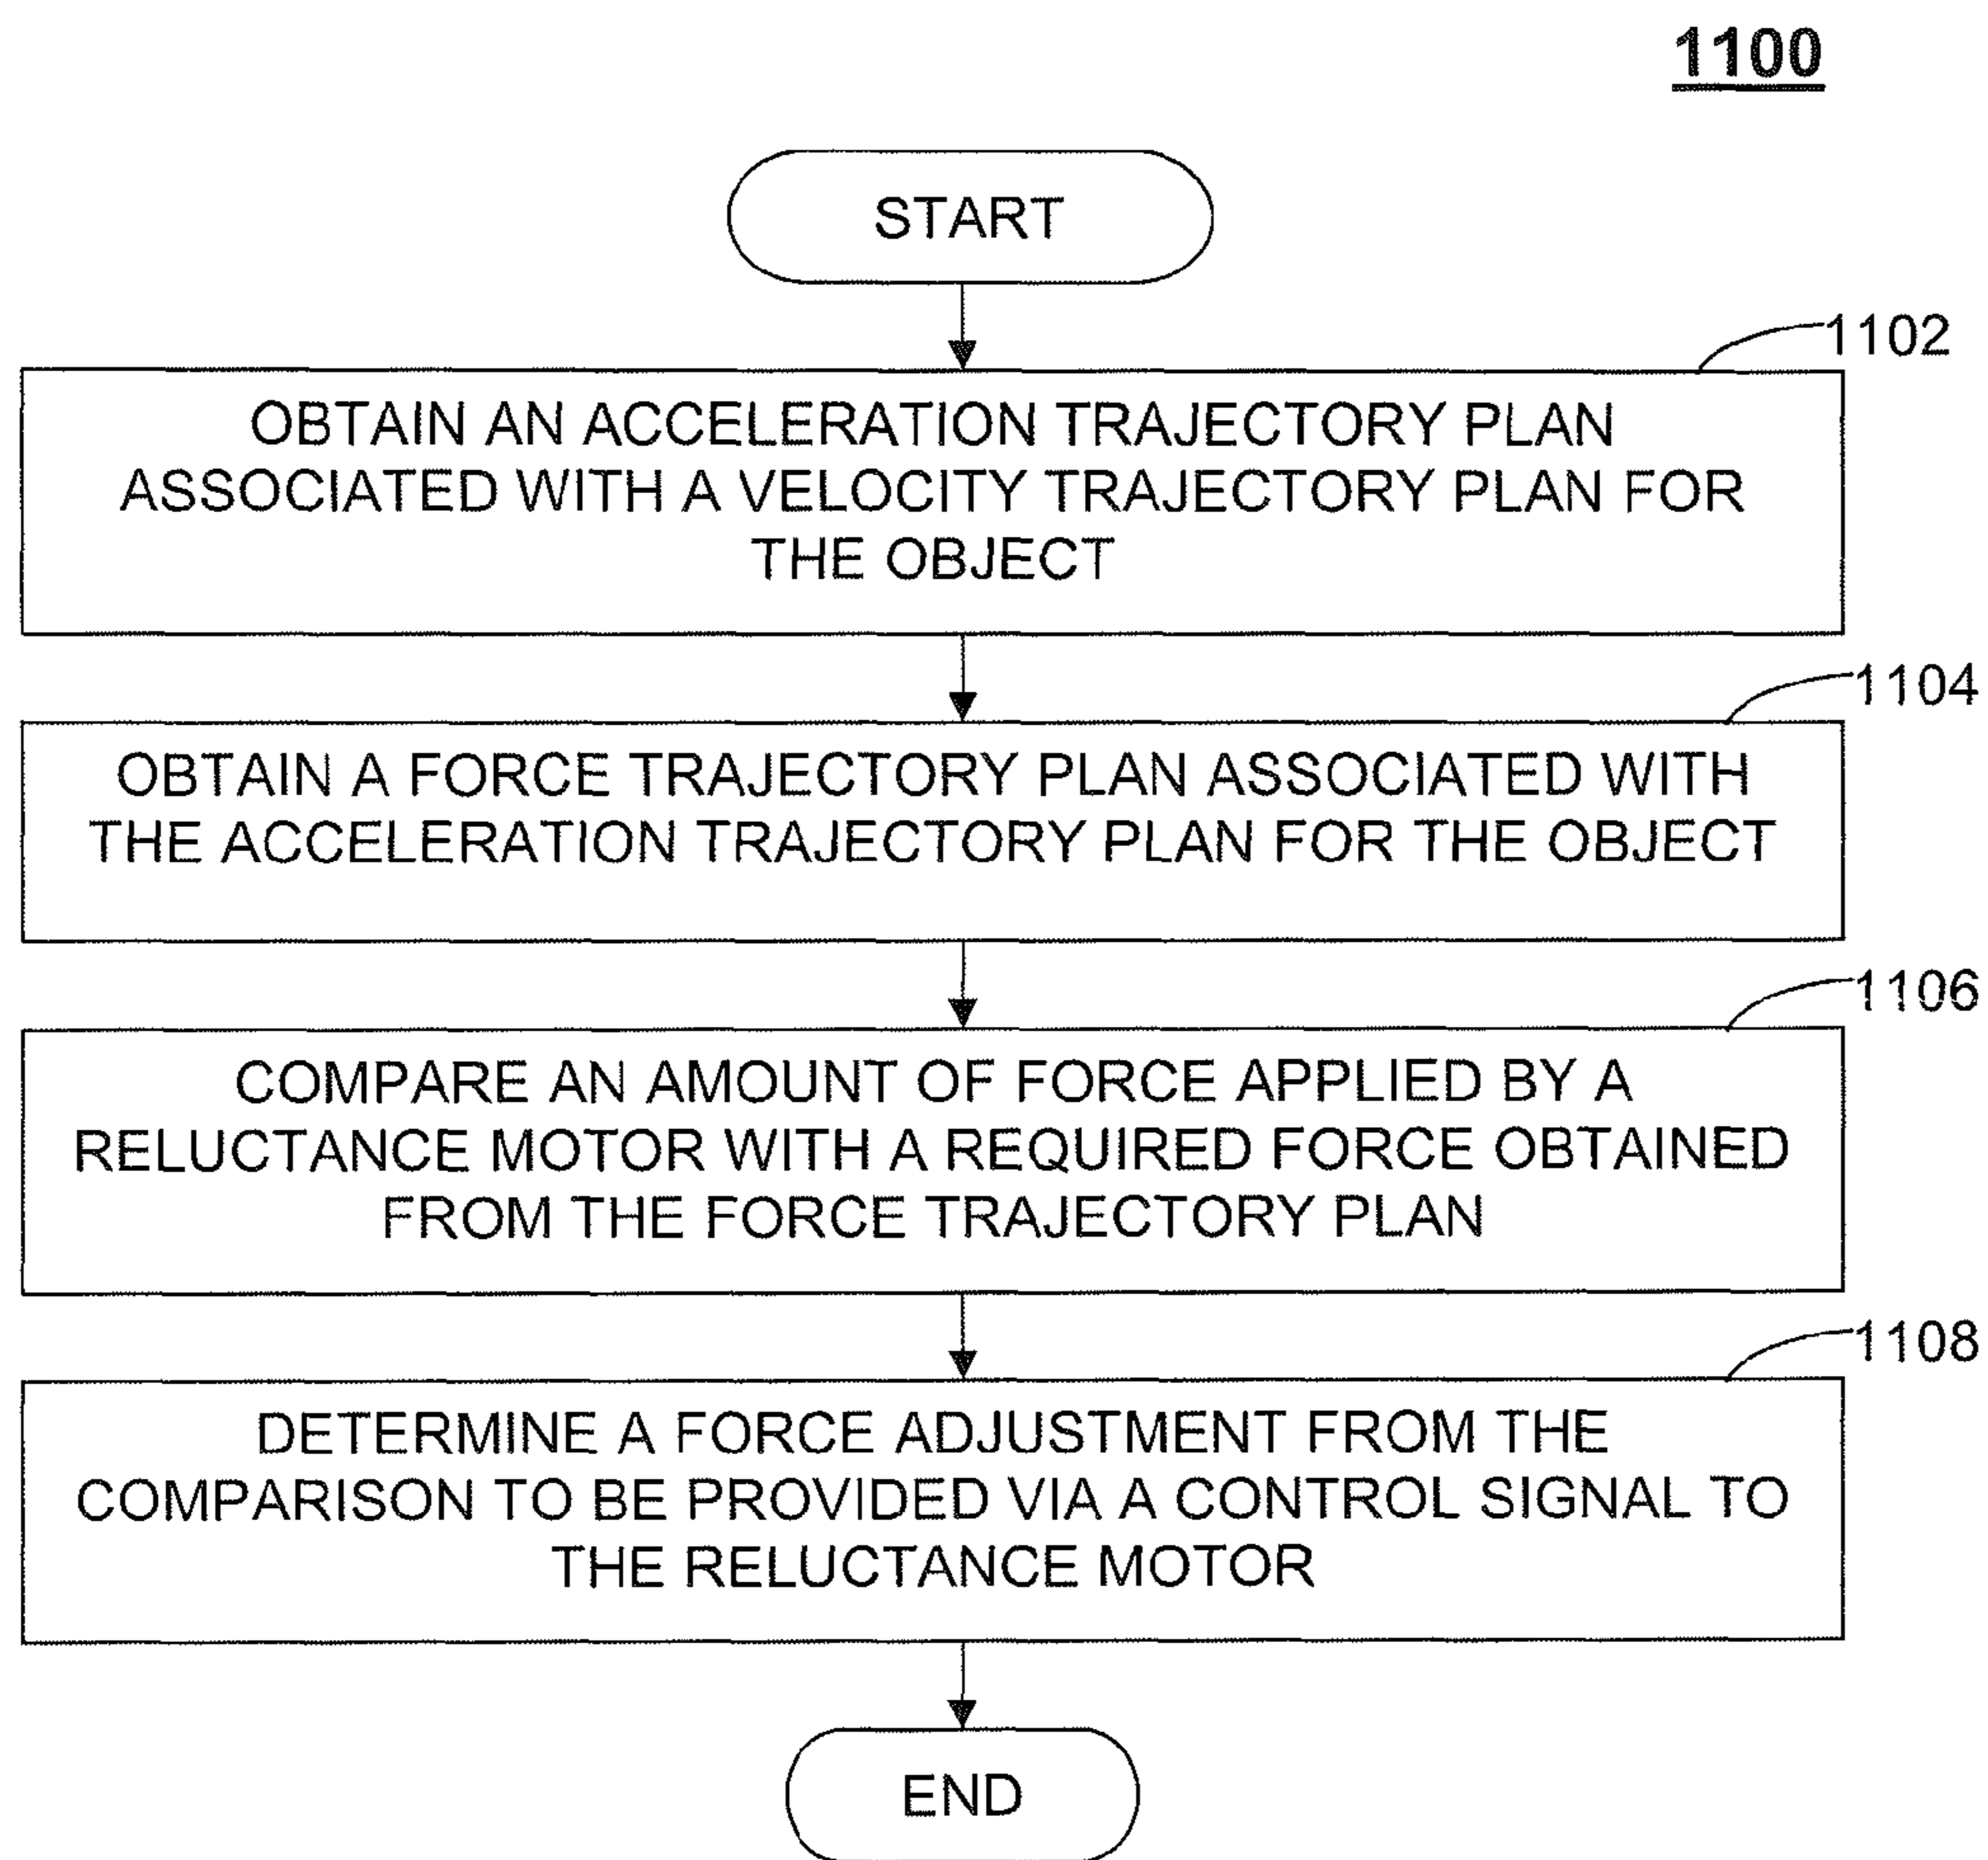 1100
START
1102
OBTAIN AN ACCELERATION TRAJECTORY PLAN
ASSOCIATED WITH A VELOCITY TRAJECTORY PLAN FOR
THE OBJECT
1104
OBTAIN A FORCE TRAJECTORY PLAN ASSOCIATED WITH
THE ACCELERATION TRAJECTORY PLAN FOR THE OBJECT
1106
COMPARE AN AMOUNT OF FORCE APPLIED BY A
RELUCTANCE MOTOR WITH A REQUIRED FORCE OBTAINED
FROM THE FORCE TRAJECTORY PLAN
1108
DETERMINE A FORCE ADJUSTMENT FROM THE
COMPARISON TO BE PROVIDED VIA A CONTROL SIGNAL TO
THE RELUCTANCE MOTOR
END